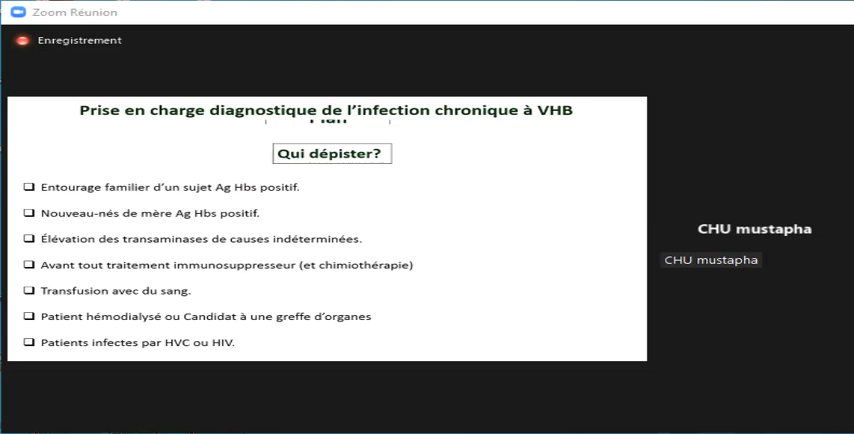 Zoom Réunion
Enregistrement
Prise en charge diagnostique de l'infection chronique à VHB
Qui dépister?
Entourage familier d'un sujet Ag Hbs positif.
Nouveau-nés de mère Ag Hbs positif.
Élévation des transaminases de causes indéterminées.
Avant tout traitement immunosuppresseur (et chimiothérapie)
Transfusion avec du sang.
Patient hémodialysé ou Candidat à une greffe d'organes
Patients infectes par HVC ou HIV.
CHU mustapha
CHU mustapha